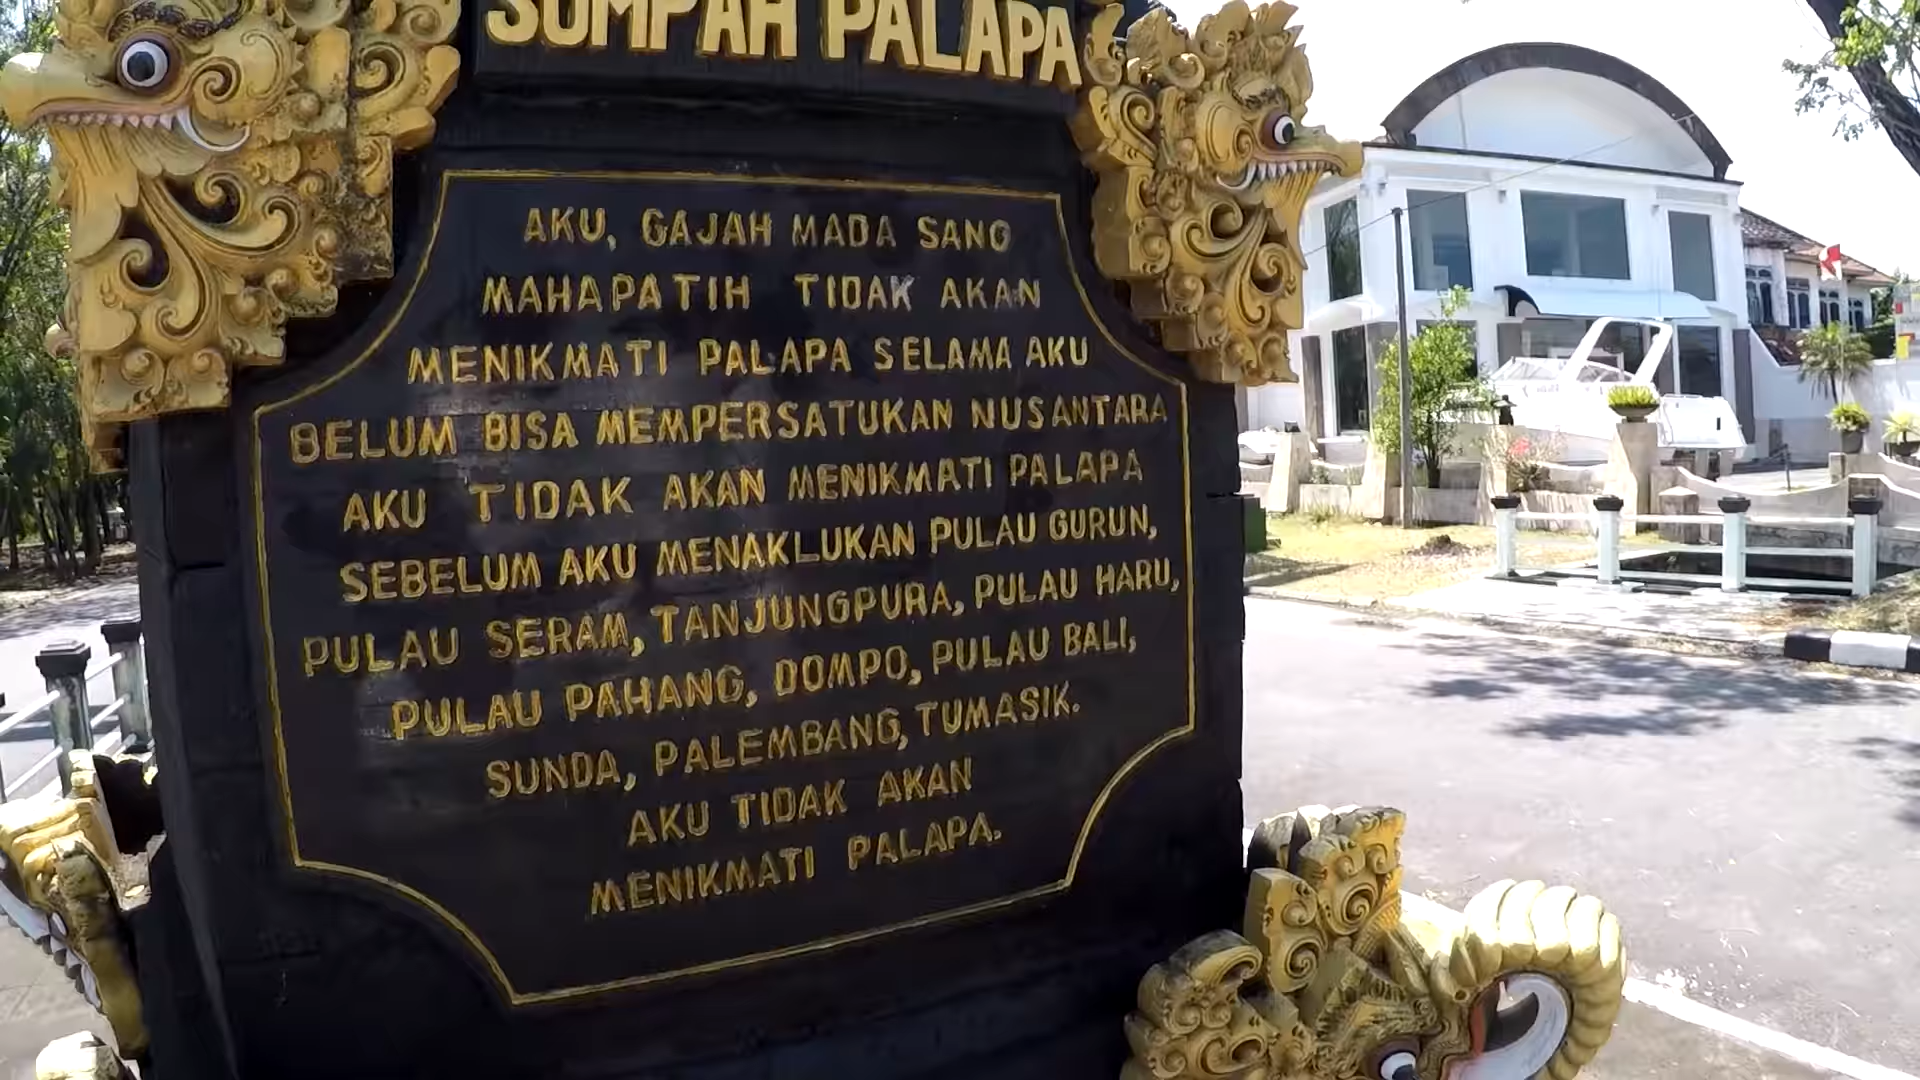 SUMPAH PALAPA
AKU, GAJAH MADA SANG
MAHAPATIH TIDAK AKAN
MENIKMATI PALAPA SELAMA AKU
BELUM BISA MEMPERSATUKAN NUSANTARA
AKU TIDAK AKAN MENIKMATI PALAPA
SEBELUM AKU MENAKLUKAN PULAU GURUN,
PULAU SERAM, TANJUNGPURA, PULAU HARU,
PULAU PAHANG, DOMPO, PULAU BALI,
SUNDA, PALEMBANG, TUMASIK.
AKU TIDAK AKAN
MENIKMATI PALAPA.